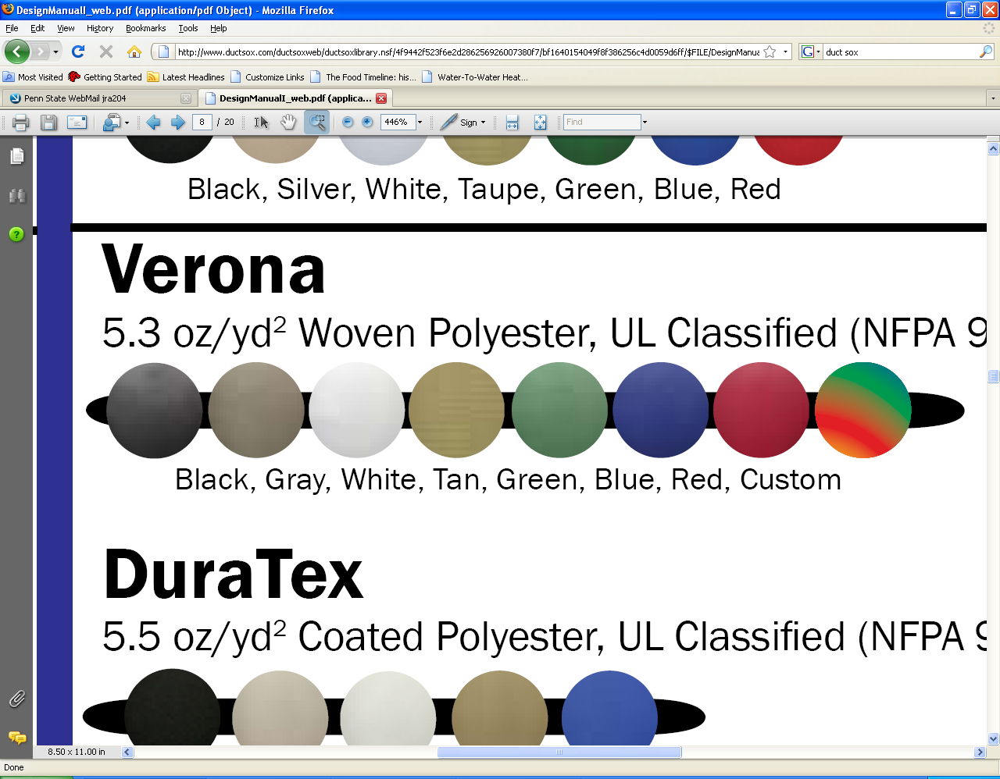 DesignManualI_web.pdf (application/pdf Object) - Mozilla Firefox
File Edit View History Bookmarks Tools Help
http://www.ductsox.com/ductsoxweb/ductsoxlibrary.nsf/4f9442f523f6e2d286256926007380f7/bf1640154049f8f386256c4d0059d6ff/$FILE/DesignManua
G duct sox
Most Visited Getting Started Latest Headlines Customize Links The Food Timeline: his... Water-To-Water Heat...
Penn State WebMail jra204 DesignManualI_web.pdf (applica...
8 / 20 446% Sign Find
Black, Silver, White, Taupe, Green, Blue, Red
Verona
5.3 oz/yd² Woven Polyester, UL Classified (NFPA 9
Black, Gray, White, Tan, Green, Blue, Red, Custom
DuraTex
5.5 oz/yd² Coated Polyester, UL Classified (NFPA 9
8.50 x 11.00 in
Done